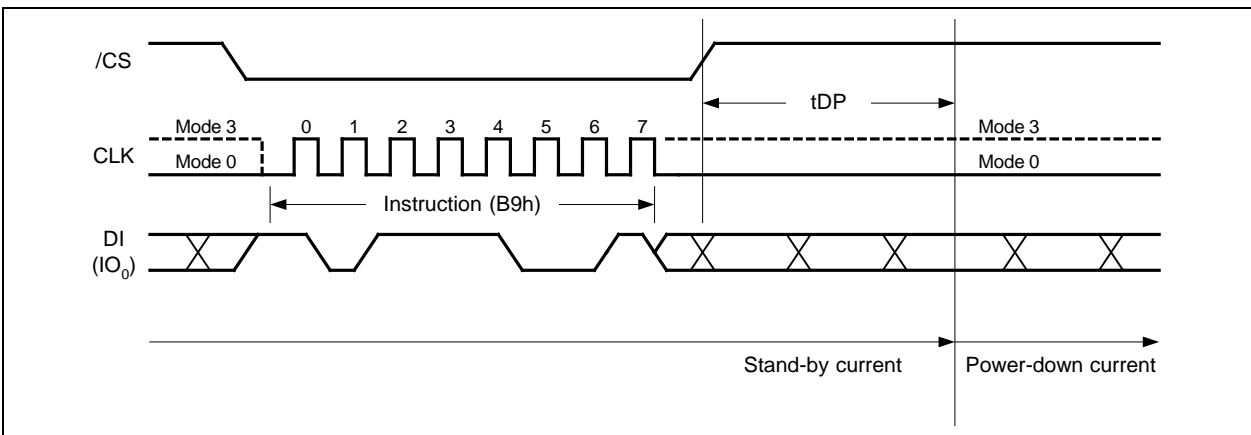 /CS
tDP
Mode 3 0 1 2 3 4 5 6 7 Mode 3
CLK
Mode 0 Mode 0
Instruction (B9h)
DI
(IO₀)
Stand-by current Power-down current